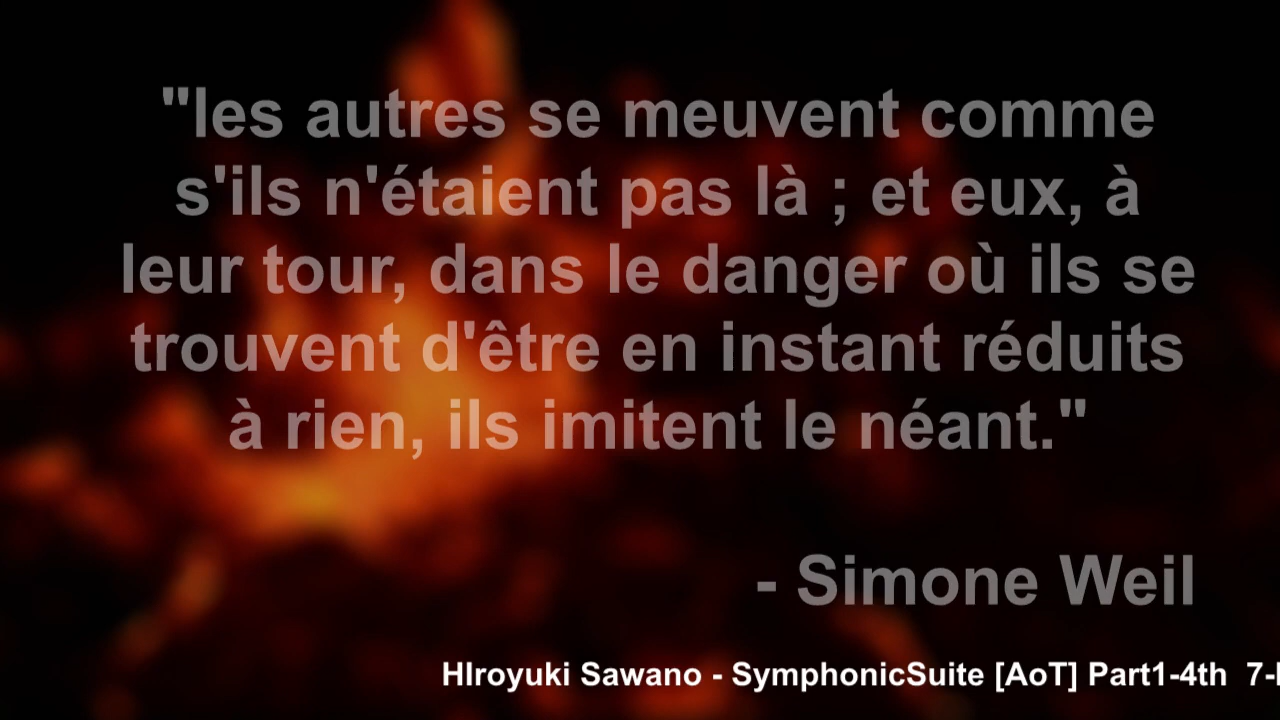 "les autres se meuvent comme
s'ils n'étaient pas là ; et eux, à
leur tour, dans le danger où ils se
trouvent d'être en instant réduits
à rien, ils imitent le néant."
- Simone Weil
HIroyuki Sawano - SymphonicSuite [AoT] Part1-4th 7-